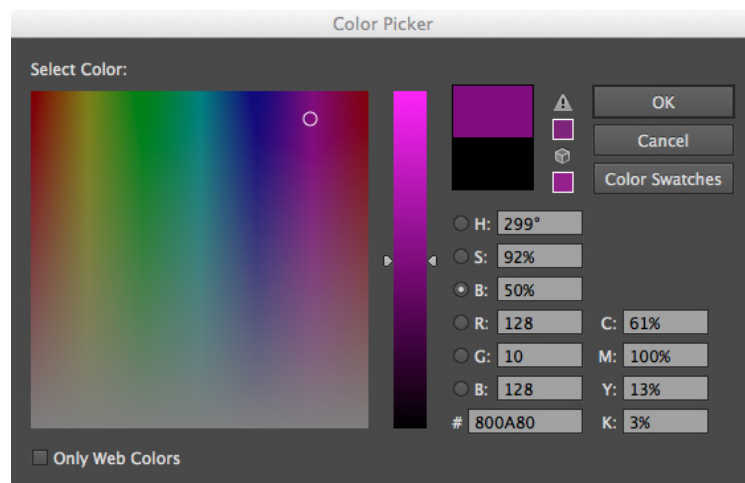 Color Picker
Select Color:
OK
Cancel
Color Swatches
H: 299°
S: 92%
B: 50%
R: 128 C: 61%
G: 10 M: 100%
B: 128 Y: 13%
# 800A80 K: 3%
Only Web Colors